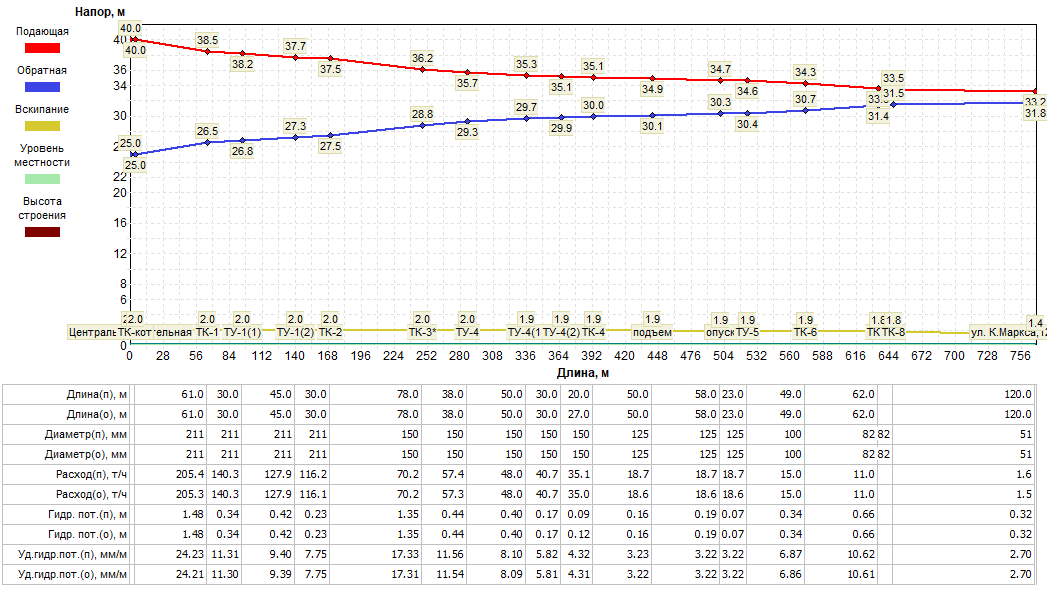 Напор, м
Подающая
Обратная
Вскипание
Уровень
местности
Высота
строения
40.0 38.5 37.7 36.2 35.3 35.1 34.7 34.3 33.5
40.0 38.2 37.5 35.7 35.1 34.9 34.6 33.2
25.0 26.5 27.3 28.8 29.7 30.0 30.3 30.7 31.5
25.0 26.8 27.5 29.3 29.9 30.1 30.4 31.4 31.8
40
36
34
30
22
20
16
12
8
6
0
2.0 2.0 2.0 2.0 2.0 2.0 2.0 1.9 1.9 1.9 1.9 1.9 1.9 1.9 1.8 1.4
ТК-1 ТУ-1(1) ТУ-1(2) ТК-2 ТК-3* ТУ-4 ТУ-4(1 ТУ-4(2) ТК-4 подъем опуск ТУ-5 ТК-6 ТК ТК-8 ул. К.Маркса,
0 28 56 84 112 140 168 196 224 252 280 308 336 364 392 420 448 476 504 532 560 588 616 644 672 700 728 756
Длина, м
Длина(п), м 61.0 30.0 45.0 30.0 78.0 38.0 50.0 30.0 20.0 50.0 58.0 23.0 49.0 62.0 120.0
Длина(о), м 61.0 30.0 45.0 30.0 78.0 38.0 50.0 30.0 27.0 50.0 58.0 23.0 49.0 62.0 120.0
Диаметр(п), мм 211 211 211 211 150 150 150 150 150 125 125 125 100 82 82 51
Диаметр(о), мм 211 211 211 211 150 150 150 150 150 125 125 125 100 82 82 51
Расход(п), т/ч 205.4 140.3 127.9 116.2 70.2 57.4 48.0 40.7 35.1 18.7 18.7 18.7 15.0 11.0 1.6
Расход(о), т/ч 205.3 140.3 127.9 116.1 70.2 57.3 48.0 40.7 35.0 18.6 18.6 18.6 15.0 11.0 1.5
Гидр. пот.(п), м 1.48 0.34 0.42 0.23 1.35 0.44 0.40 0.17 0.09 0.16 0.19 0.07 0.34 0.66 0.32
Гидр. пот.(о), м 1.48 0.34 0.42 0.23 1.35 0.44 0.40 0.17 0.12 0.16 0.19 0.07 0.34 0.66 0.32
Уд.гидр.пот.(п), мм/м 24.23 11.31 9.40 7.75 17.33 11.56 8.10 5.82 4.32 3.23 3.22 3.22 6.87 10.62 2.70
Уд.гидр.пот.(о), мм/м 24.21 11.30 9.39 7.75 17.31 11.54 8.09 5.81 4.31 3.22 3.22 3.22 6.86 10.61 2.70